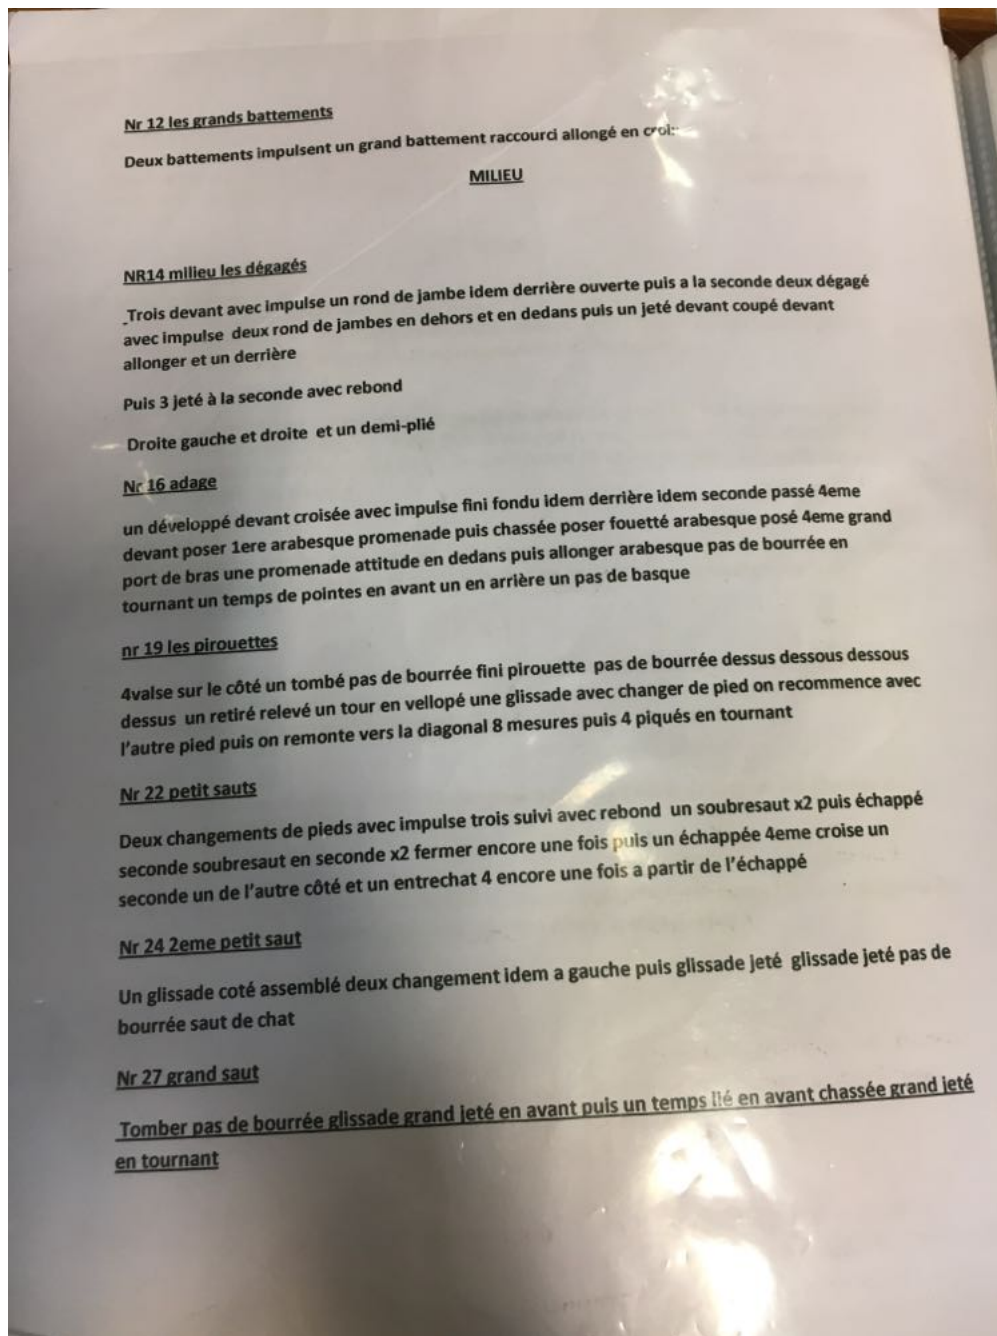 Nr 12 les grands battements
Deux battements impulsent un grand battement raccourci allongé en
MILIEU
NR14 milieu les dégagés
Trois devant avec impulse un rond de jambe idem derrière ouverte puis a la seconde deux dégagé
avec impulse deux rond de jambes en dehors et en dedans puis un jeté devant coupé devant
allonger et un derrière
Puis 3 jeté à la seconde avec rebond
Droite gauche et droite et un demi-plié
Nr 16 adage
un développé devant croisée avec impulse fini fondu idem derrière idem seconde passé 4eme
devant poser 1ere arabesque promenade puis chassée poser fouetté arabesque posé 4eme grand
port de bras une promenade attitude en dedans puis allonger arabesque pas de bourrée en
tournant un temps de pointes en avant un en arrière un pas de basque
nr 19 les pirouettes
4valse sur le côté un tombé pas de bourrée fini pirouette pas de bourrée dessus dessous dessous
dessus un retiré relevé un tour en vellopé une glissade avec changer de pied on recommence avec
l'autre pied puis on remonte vers la diagonal 8 mesures puis 4 piqués en tournant
Nr 22 petit sauts
Deux changements de pieds avec impulse trois suivi avec rebond un soubresaut x2 puis échappé
seconde soubresaut en seconde x2 fermer encore une fois puis un échappée 4eme croise un
seconde un de l'autre côté et un entrechat 4 encore une fois a partir de l'échappé
Nr 24 2eme petit saut
Un glissade coté assemblé deux changement idem a gauche puis glissade jeté glissade jeté pas de
bourrée saut de chat
Nr 27 grand saut
Tomber pas de bourrée glissade grand jeté en avant puis un temps lié en avant chassée grand jeté
en tournant